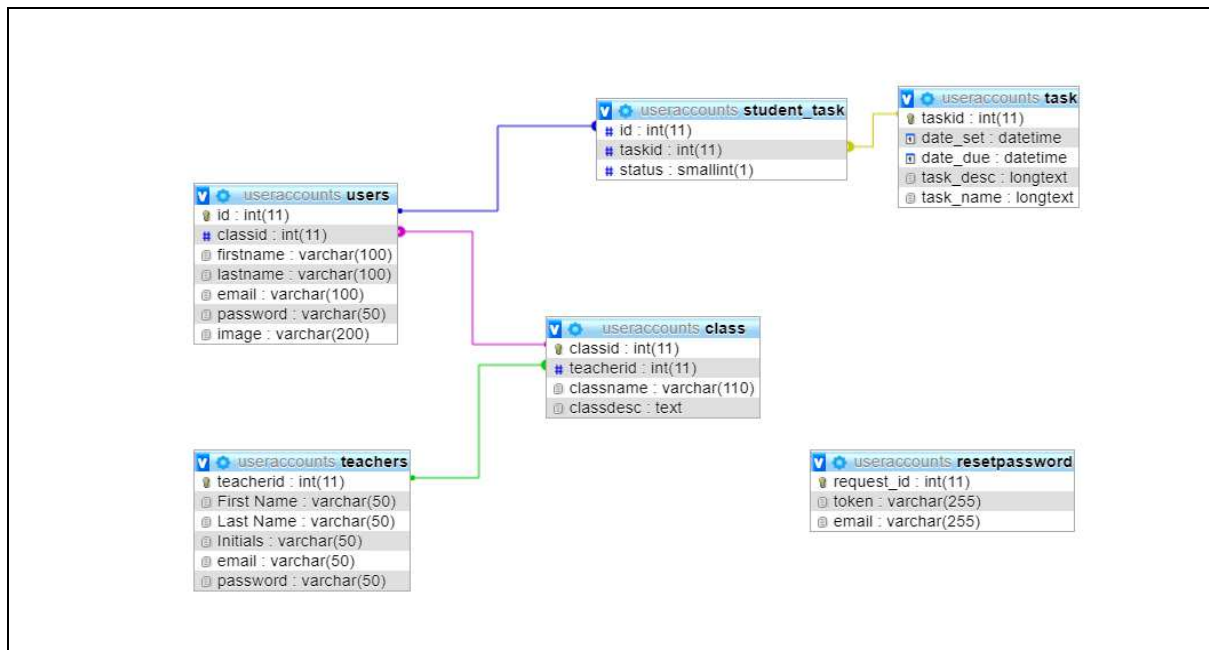 useraccounts student_task
# id : int(11)
# taskid : int(11)
# status : smallint(1)
useraccounts task
taskid : int(11)
date_set : datetime
date_due : datetime
task_desc : longtext
task_name : longtext
useraccounts users
id : int(11)
# classid : int(11)
firstname : varchar(100)
lastname : varchar(100)
email : varchar(100)
password : varchar(50)
image : varchar(200)
useraccounts class
classid : int(11)
# teacherid : int(11)
classname : varchar(110)
classdesc : text
useraccounts teachers
teacherid : int(11)
First Name : varchar(50)
Last Name : varchar(50)
Initials : varchar(50)
email : varchar(50)
password : varchar(50)
useraccounts resetpassword
request_id : int(11)
token : varchar(255)
email : varchar(255)